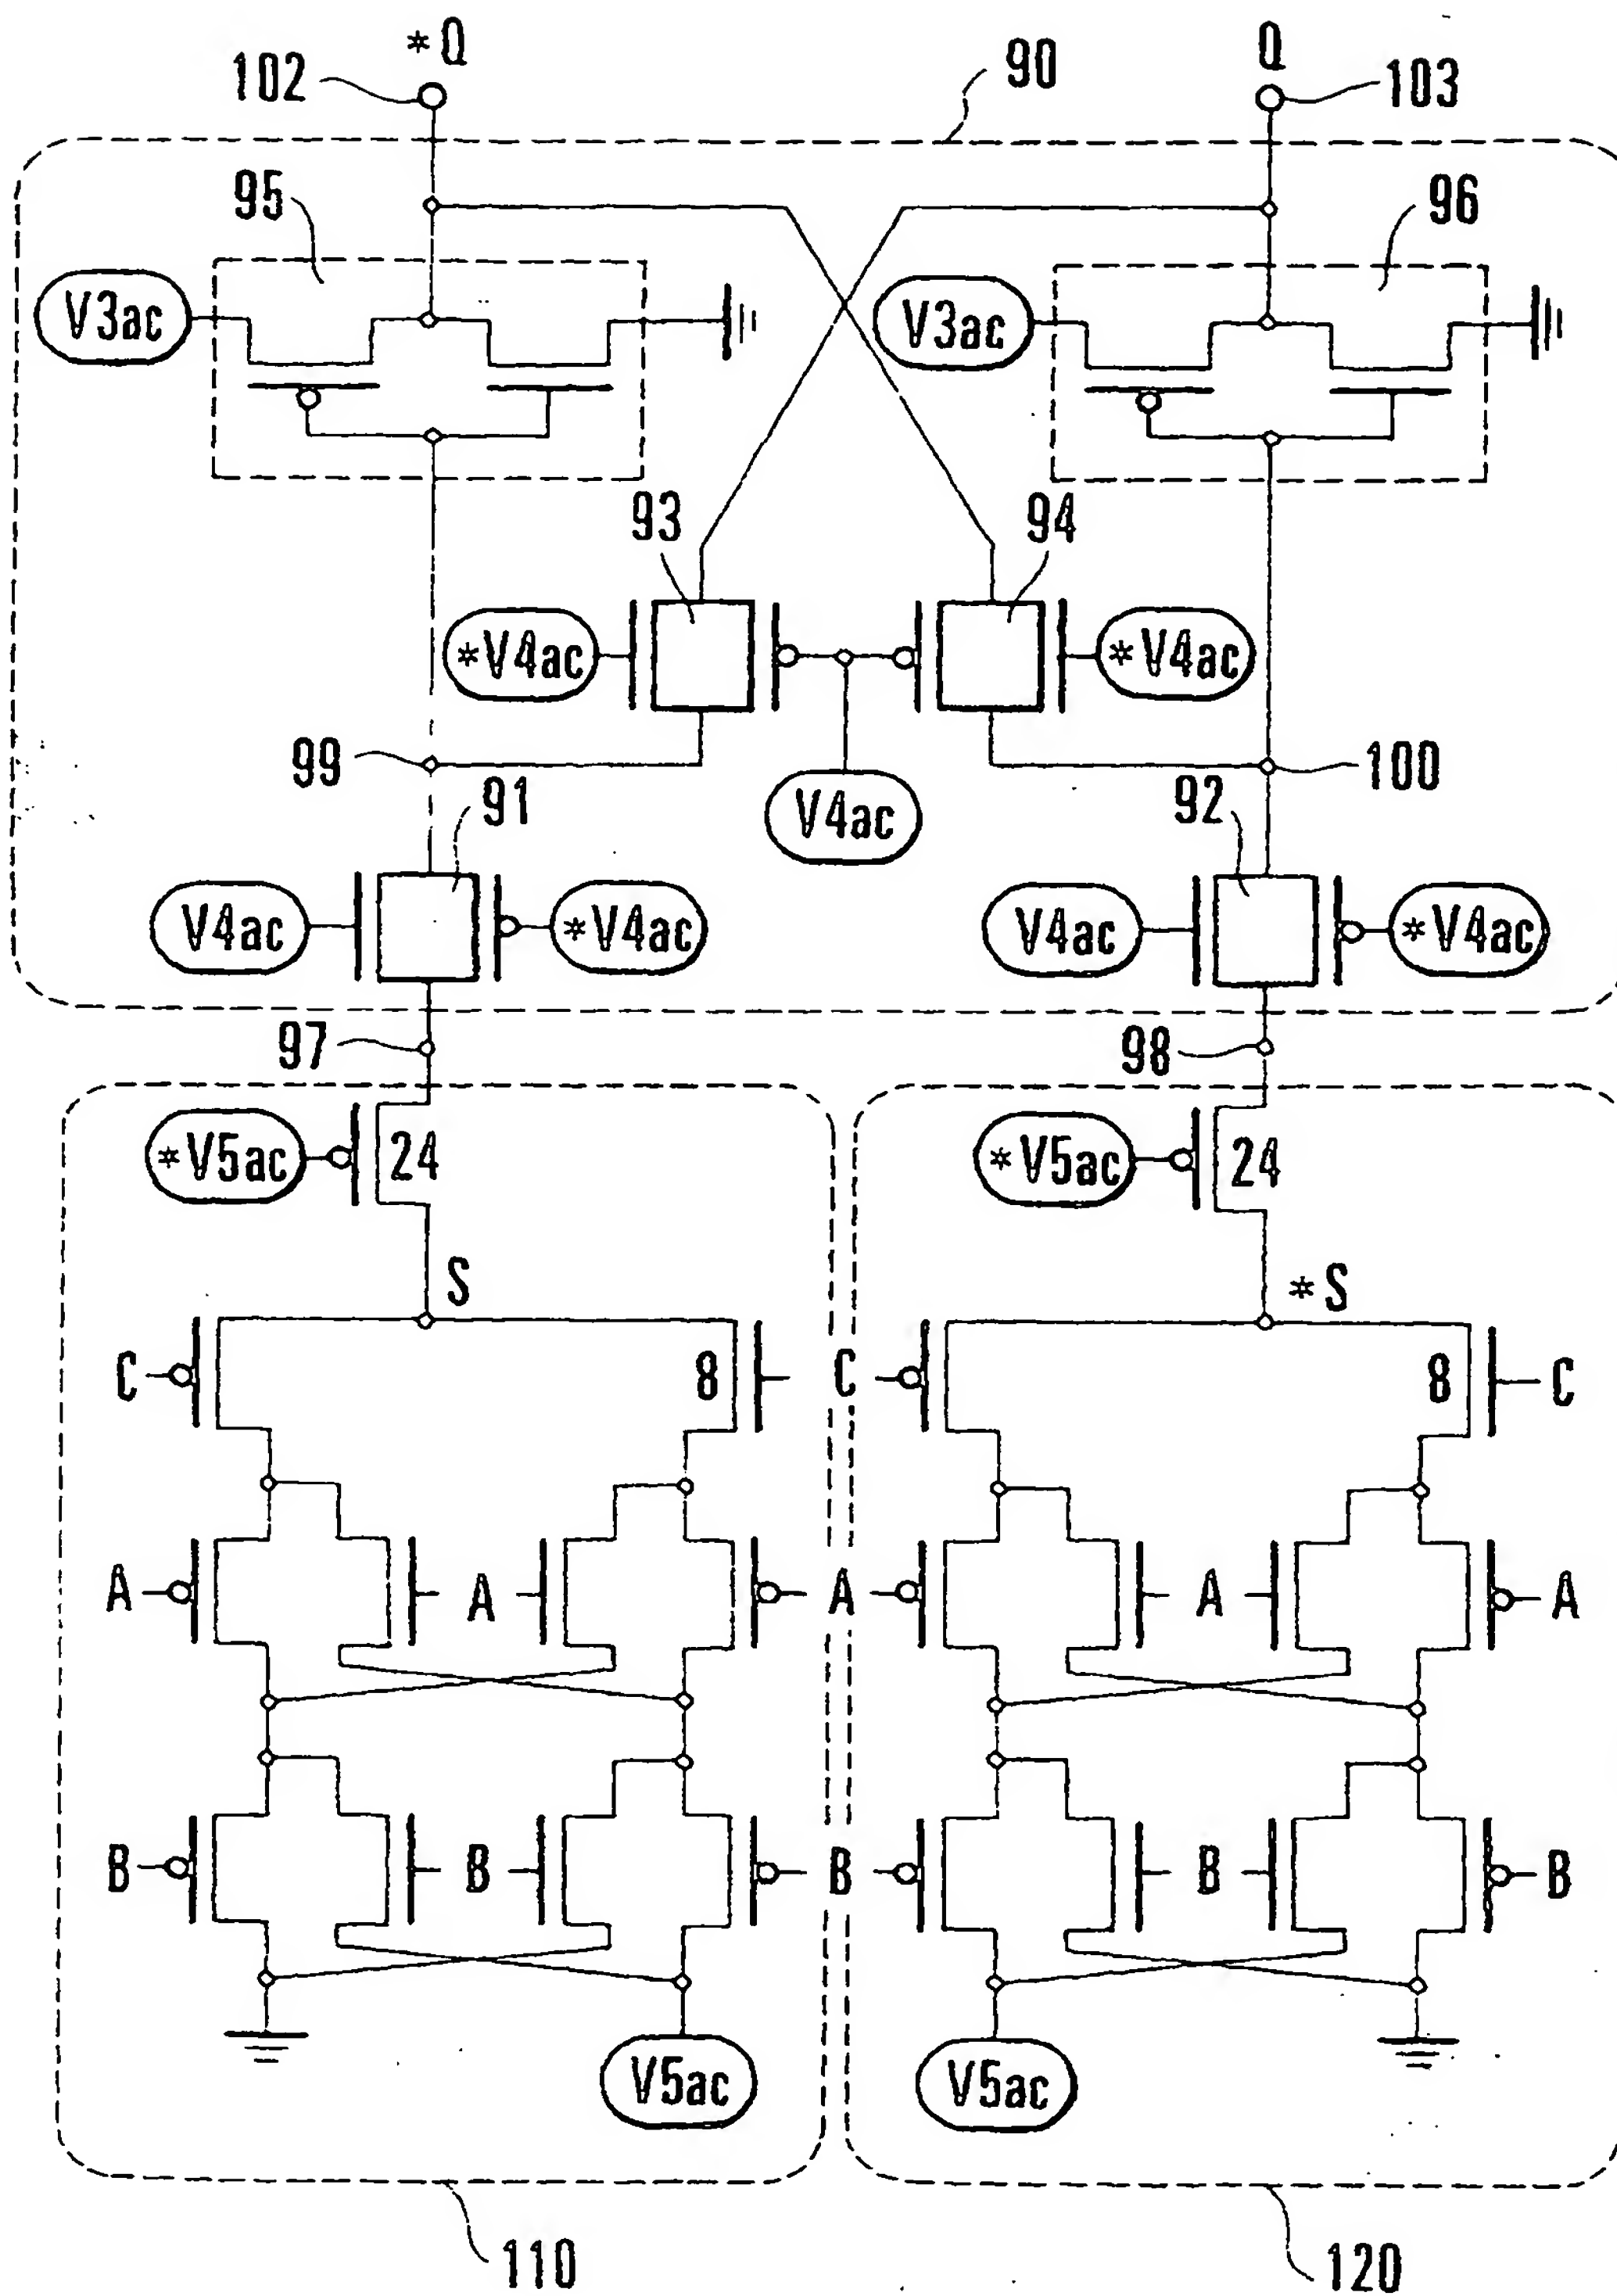 *Q Q
102 90 103
95 96
V3ac V3ac
93 94
*V4ac *V4ac
99 100
91 V4ac 92
V4ac *V4ac V4ac *V4ac
97 98
*V5ac 24 *V5ac 24
S *S
C 8 C 8 C
A A A A A
B B B B B
V5ac V5ac
110 120